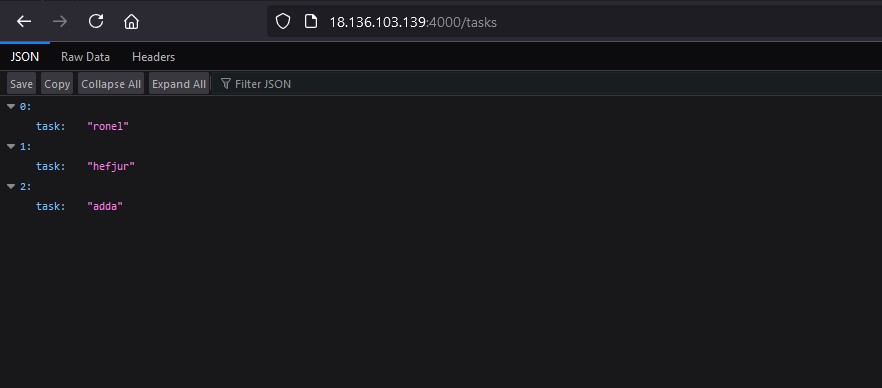 18.136.103.139:4000/tasks
JSON Raw Data Headers
Save Copy Collapse All Expand All Filter JSON
0:
task: "ronel"
1:
task: "hefjur"
2:
task: "adda"